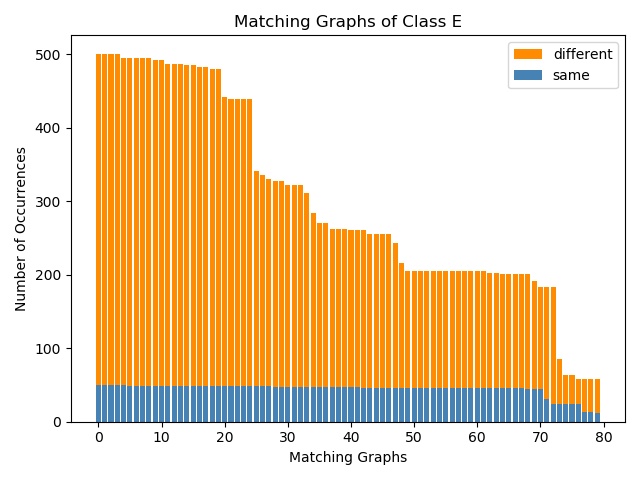 Matching Graphs of Class E
different
same
Number of Occurrences
500
400
300
200
100
0
0 10 20 30 40 50 60 70 80
Matching Graphs